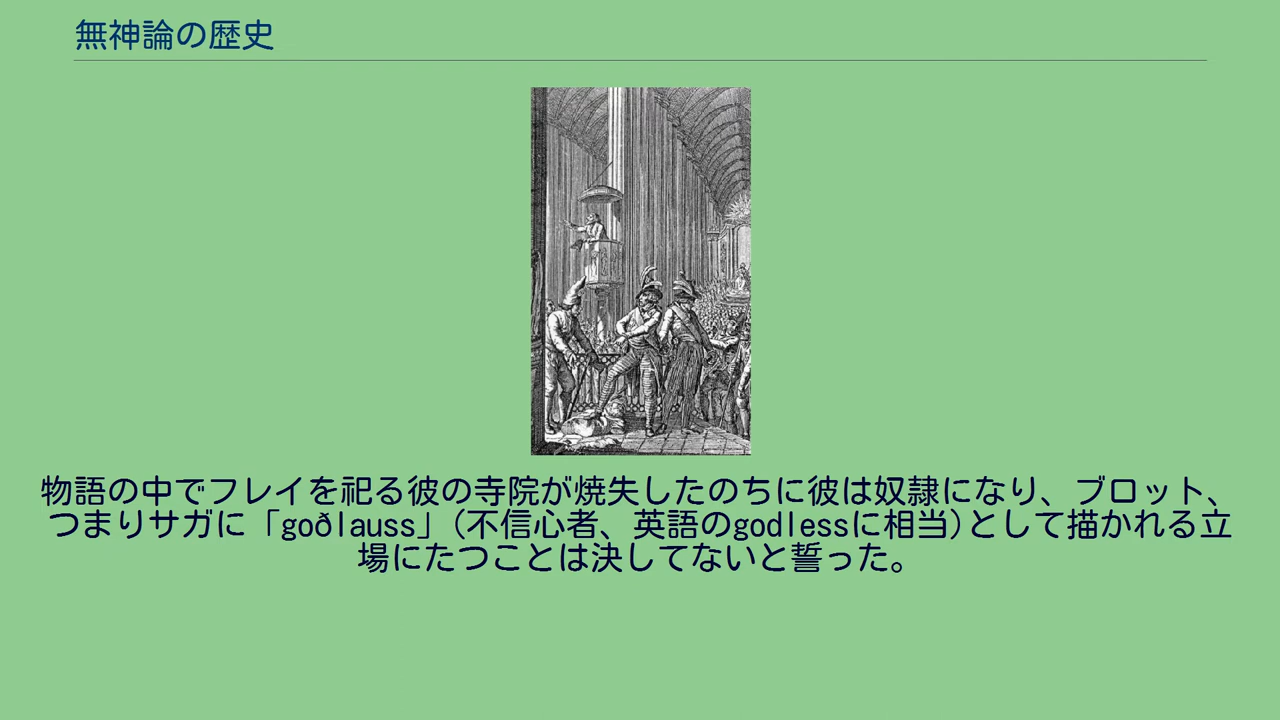 無神論の歴史
物語の中でフレイを祀る彼の寺院が焼失したのちに彼は奴隷になり、ブロット、
つまりサガに「goðlauss」(不信心者、英語のgodlessに相当)として描かれる立
場にたつことは決してないと誓った。